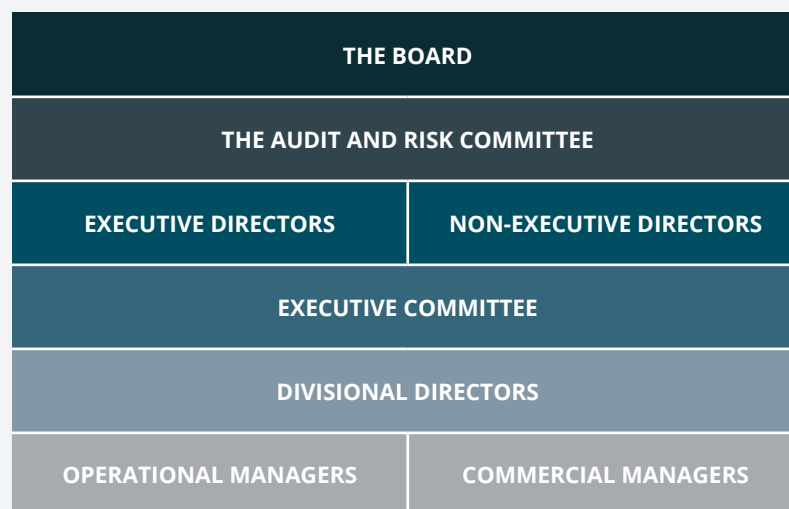 THE BOARD
THE AUDIT AND RISK COMMITTEE
EXECUTIVE DIRECTORS
NON-EXECUTIVE DIRECTORS
EXECUTIVE COMMITTEE
DIVISIONAL DIRECTORS
OPERATIONAL MANAGERS
COMMERCIAL MANAGERS